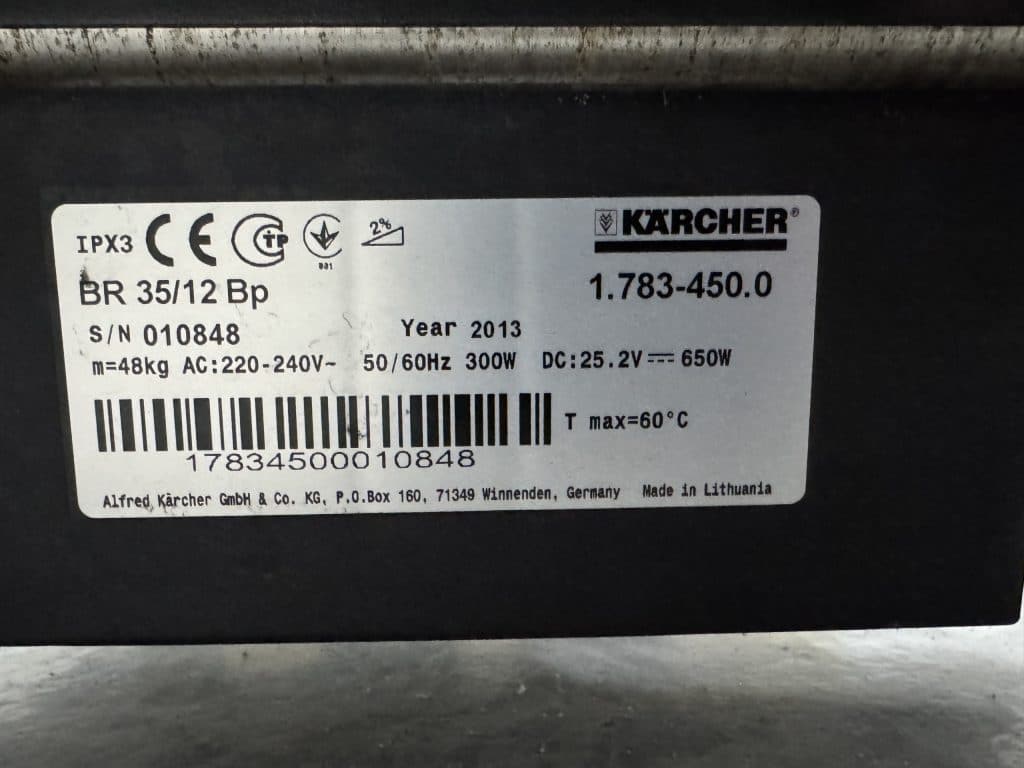 IPX3 CE 2% KÄRCHER®
BR 35/12 Bp 1.783-450.0
S/N 010848 Year 2013
m=48kg AC:220-240V~ 50/60Hz 300W DC:25.2V⎓ 650W
T max=60°C
17834500010848
Alfred Kärcher GmbH & Co. KG, P.O.Box 160, 71349 Winnenden, Germany Made in Lithuania